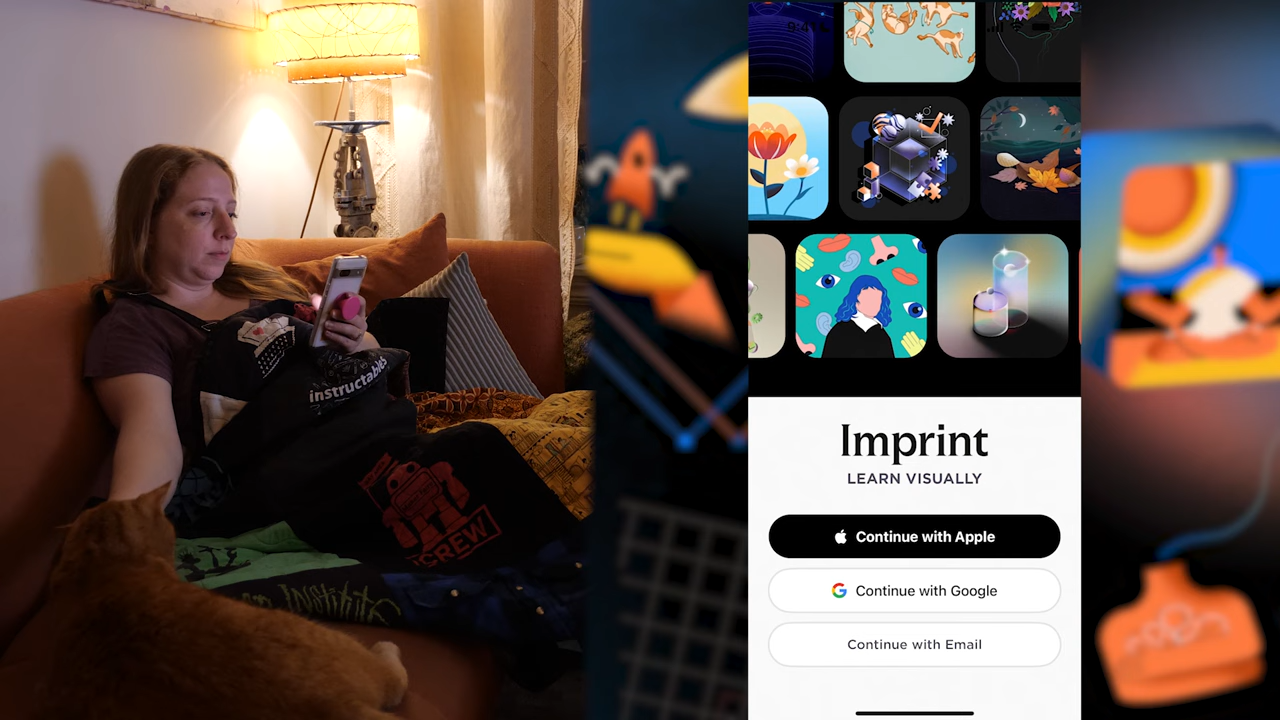 instructables
CREW
Imprint
LEARN VISUALLY
Continue with Apple
Continue with Google
Continue with Email